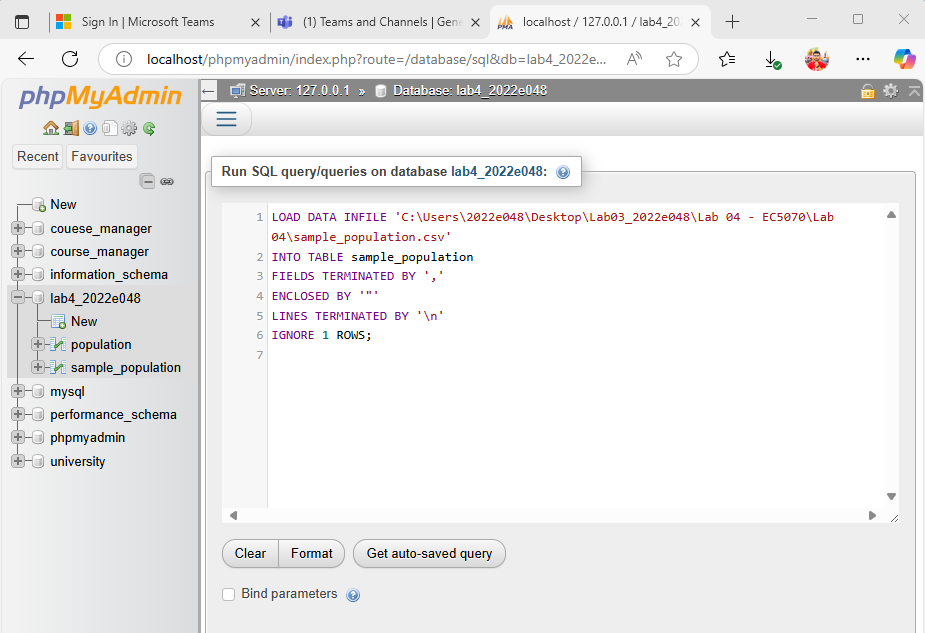 Sign In | Microsoft Teams
(1) Teams and Channels | Gene
localhost / 127.0.0.1 / lab4_20
localhost/phpmyadmin/index.php?route=/database/sql&db=lab4_2022e...
phpMyAdmin
Server: 127.0.0.1 » Database: lab4_2022e048
Recent Favourites
New
couese_manager
course_manager
information_schema
lab4_2022e048
New
population
sample_population
mysql
performance_schema
phpmyadmin
university
Run SQL query/queries on database lab4_2022e048:
1 LOAD DATA INFILE 'C:\Users\2022e048\Desktop\Lab03_2022e048\Lab 04 - EC5070\Lab
04\sample_population.csv'
2 INTO TABLE sample_population
3 FIELDS TERMINATED BY ','
4 ENCLOSED BY '"'
5 LINES TERMINATED BY '\n'
6 IGNORE 1 ROWS;
7
Clear Format Get auto-saved query
Bind parameters